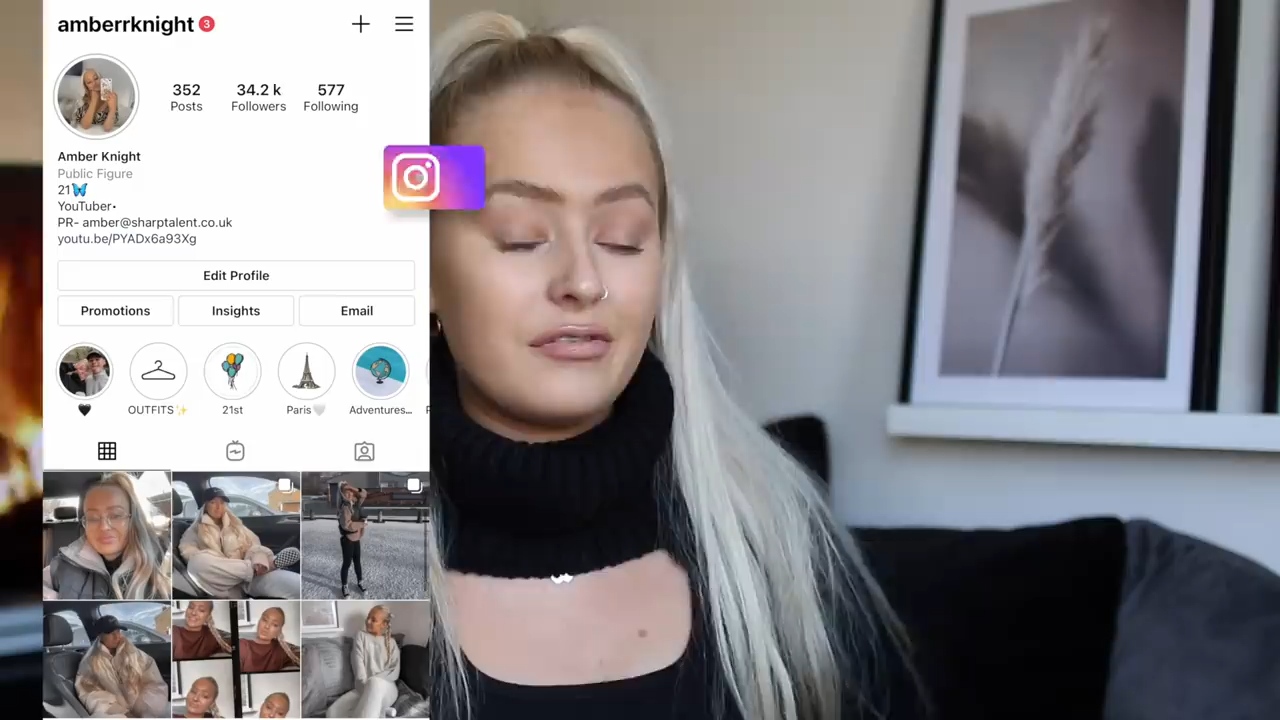 amberrknight 3
352 34.2 k 577
Posts Followers Following
Amber Knight
Public Figure
21🦋
YouTuber•
PR- amber@sharptalent.co.uk
youtu.be/PYADx6a93Xg
Edit Profile
Promotions Insights Email
🖤 OUTFITS✨ 21st Paris🤍 Adventures...